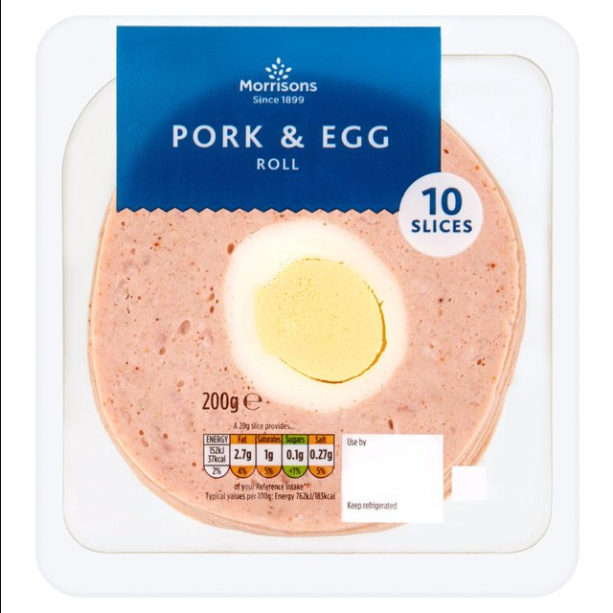 Morrisons
Since 1899
PORK & EGG
ROLL
10
SLICES
200g e
A 20g slice provides...
ENERGY Fat Saturates Sugars Salt
152kJ
37kcal 2.7g 1g 0.1g 0.27g
2% 4% 5% <1% 5%
of your Reference intake*
Typical values per 100g: Energy 762kJ/183kcal
Use by
Keep refrigerated